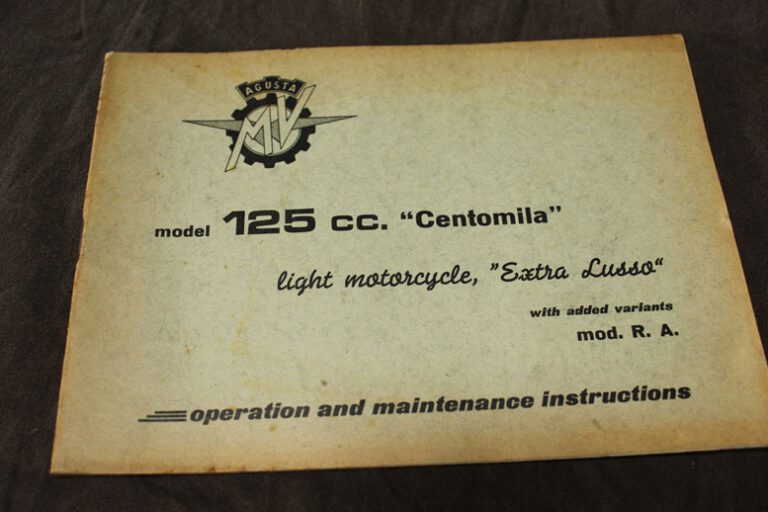 AGUSTA
MV
model 125 cc. “Centomila”
light motorcycle, ”Extra Lusso“
with added variants
mod. R. A.
operation and maintenance instructions